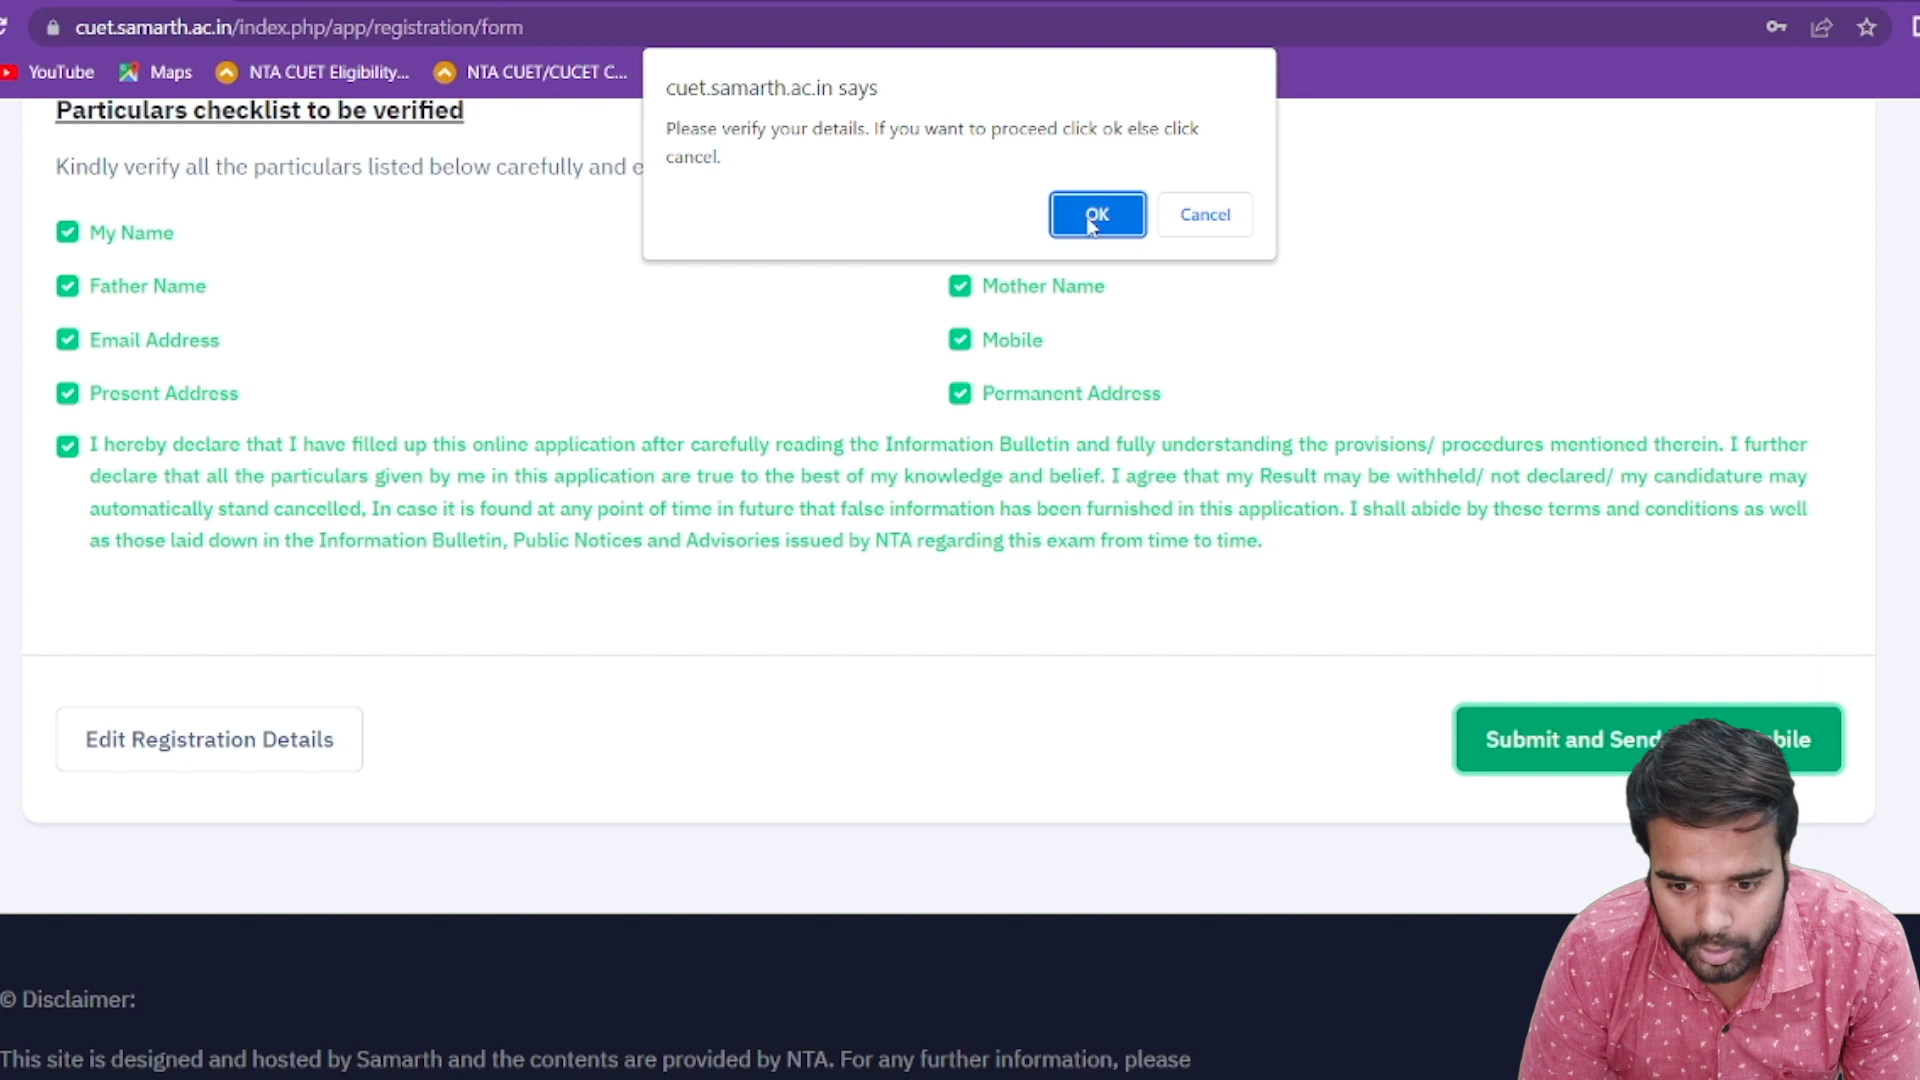 cuet.samarth.ac.in/index.php/app/registration/form
YouTube Maps NTA CUET Eligibility... NTA CUET/CUCET C...
cuet.samarth.ac.in says
Please verify your details. If you want to proceed click ok else click
cancel.
OK Cancel
Particulars checklist to be verified
Kindly verify all the particulars listed below carefully and
My Name
Father Name Mother Name
Email Address Mobile
Present Address Permanent Address
I hereby declare that I have filled up this online application after carefully reading the Information Bulletin and fully understanding the provisions/ procedures mentioned therein. I further
declare that all the particulars given by me in this application are true to the best of my knowledge and belief. I agree that my Result may be withheld/ not declared/ my candidature may
automatically stand cancelled, In case it is found at any point of time in future that false information has been furnished in this application. I shall abide by these terms and conditions as well
as those laid down in the Information Bulletin, Public Notices and Advisories issued by NTA regarding this exam from time to time.
Edit Registration Details Submit and Send
© Disclaimer:
This site is designed and hosted by Samarth and the contents are provided by NTA. For any further information, please